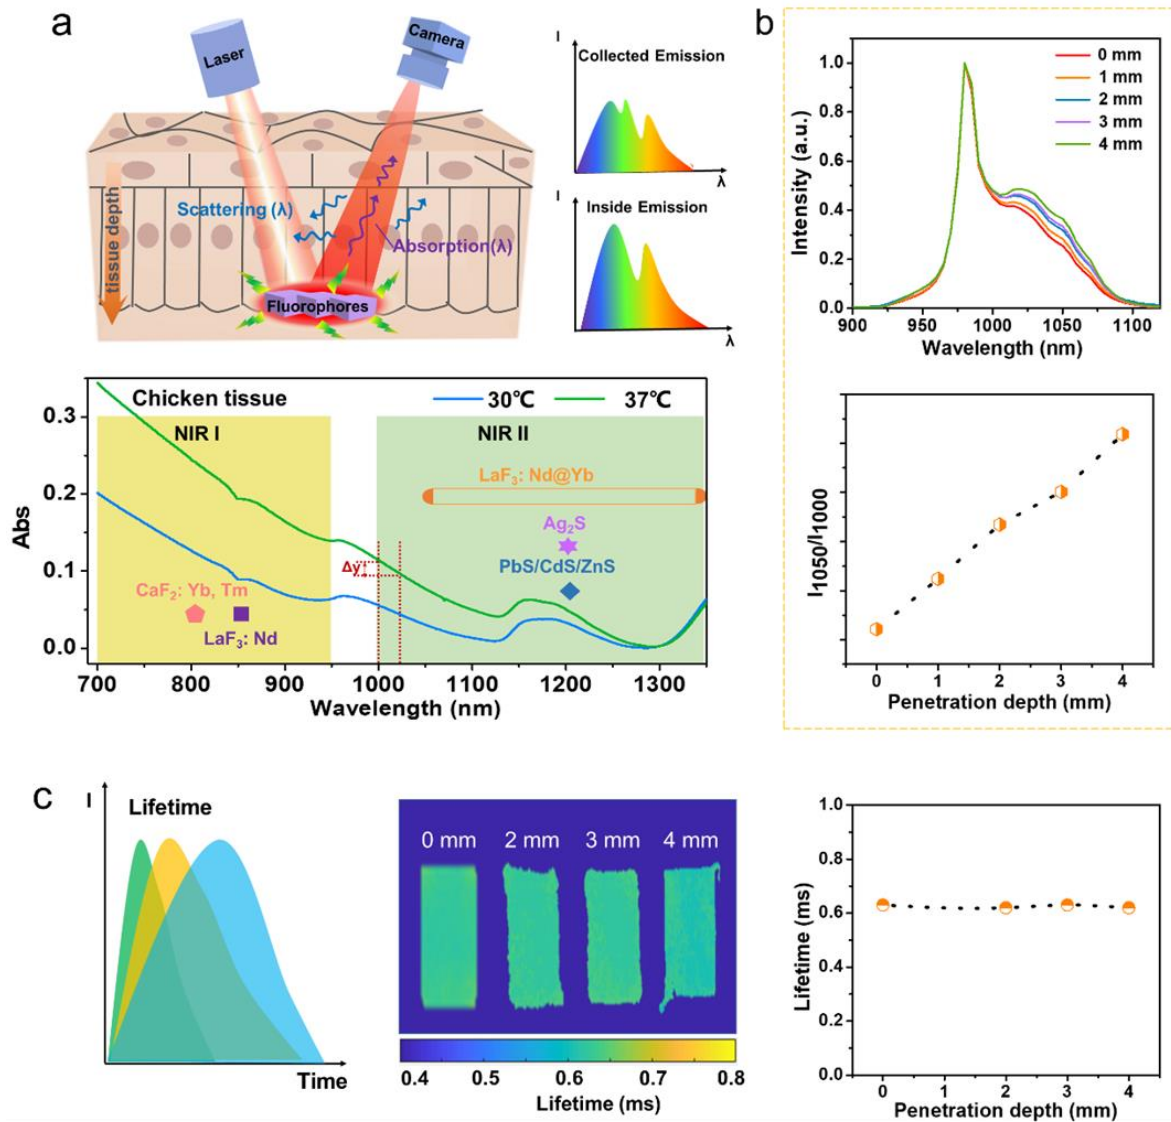 a
Laser
Camera
tissue depth
Scattering (λ)
Absorption(λ)
Fluorophores
I
Collected Emission
λ
I
Inside Emission
λ
Chicken tissue
30℃
37℃
NIR I
NIR II
LaF₃: Nd@Yb
Ag₂S
PbS/CdS/ZnS
Δy
CaF₂: Yb, Tm
LaF₃: Nd
Abs
0.3
0.2
0.1
0.0
700 800 900 1000 1100 1200 1300
Wavelength (nm)
b
0 mm
1 mm
2 mm
3 mm
4 mm
Intensity (a.u.)
1.0
0.8
0.6
0.4
0.2
0.0
900 950 1000 1050 1100
Wavelength (nm)
I1050/I1000
0 1 2 3 4
Penetration depth (mm)
c
I
Lifetime
Time
0 mm 2 mm 3 mm 4 mm
0.4 0.5 0.6 0.7 0.8
Lifetime (ms)
Lifetime (ms)
1.0
0.8
0.6
0.4
0.2
0.0
0 1 2 3 4
Penetration depth (mm)